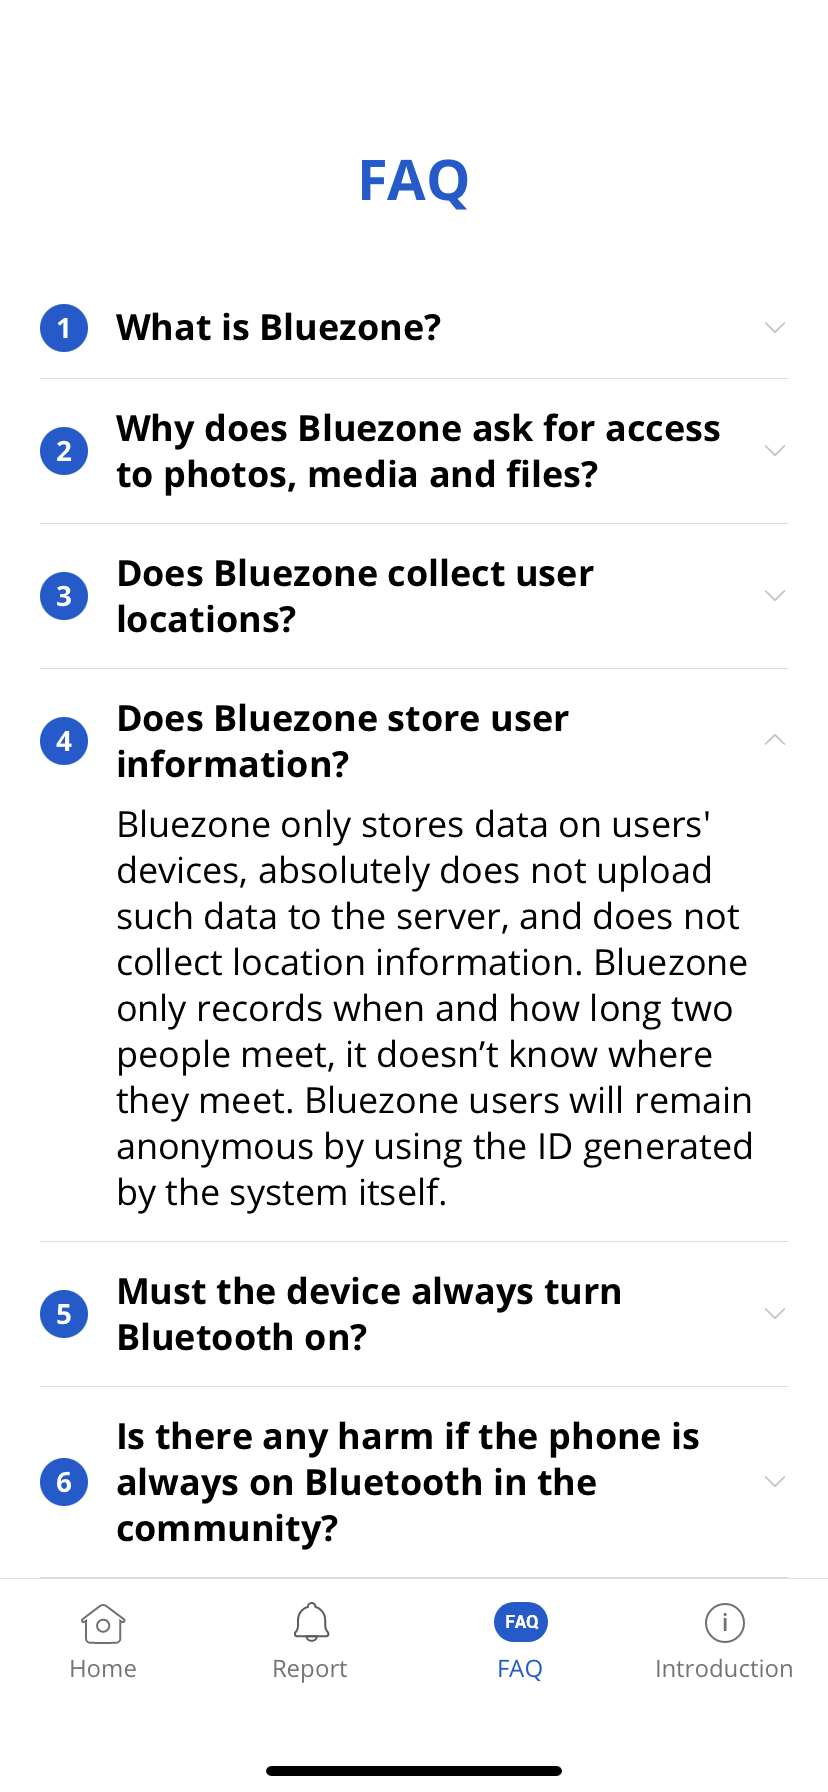 FAQ
1 What is Bluezone?
2 Why does Bluezone ask for access
to photos, media and files?
3 Does Bluezone collect user
locations?
4 Does Bluezone store user
information?
Bluezone only stores data on users'
devices, absolutely does not upload
such data to the server, and does not
collect location information. Bluezone
only records when and how long two
people meet, it doesn’t know where
they meet. Bluezone users will remain
anonymous by using the ID generated
by the system itself.
5 Must the device always turn
Bluetooth on?
6 Is there any harm if the phone is
always on Bluetooth in the
community?
FAQ
Home Report FAQ Introduction